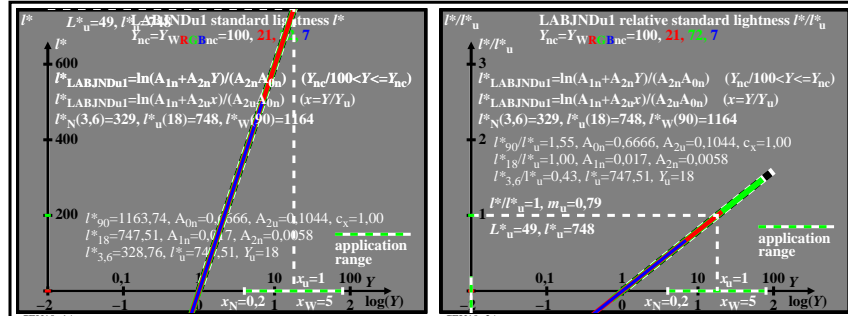 l*
L*u=49, l*u=748
LABJNDu1 standard lightness l*
Ync=YWRGBnc=100, 21, 72, 7
l*
600
l*LABJNDu1=ln(A1n+A2nY)/(A2nA0n) (Ync/100<Y<=Ync)
l*LABJNDu1=ln(A1n+A2ux)/(A2uA0n) (x=Y/Yu)
l*N(3,6)=329, l*u(18)=748, l*W(90)=1164
400
200
l*90=1163,74, A0n=0,6666, A2u=0,1044, cx=1,00
l*18=747,51, A1n=0,017, A2n=0,0058
l*3,6=328,76, l*u=747,51, Yu=18
application
range
xu=1
0,1 1 10 100 Y
−2 −1 0 1 2 log(Y)
xN=0,2 xW=5
l*/l*u
LABJNDu1 relative standard lightness l*/l*u
Ync=YWRGBnc=100, 21, 72, 7
l*/l*u
3
l*LABJNDu1=ln(A1n+A2nY)/(A2nA0n) (Ync/100<Y<=Ync)
l*LABJNDu1=ln(A1n+A2ux)/(A2uA0n) (x=Y/Yu)
l*N(3,6)=329, l*u(18)=748, l*W(90)=1164
2
l*90/l*u=1,55, A0n=0,6666, A2u=0,1044, cx=1,00
l*18/l*u=1,00, A1n=0,017, A2n=0,0058
l*3,6/l*u=0,43, l*u=747,51, Yu=18
l*/l*u=1, mu=0,79
1
L*u=49, l*u=748
application
range
xu=1
0,1 1 10 100 Y
−2 −1 0 1 2 log(Y)
xN=0,2 xW=5